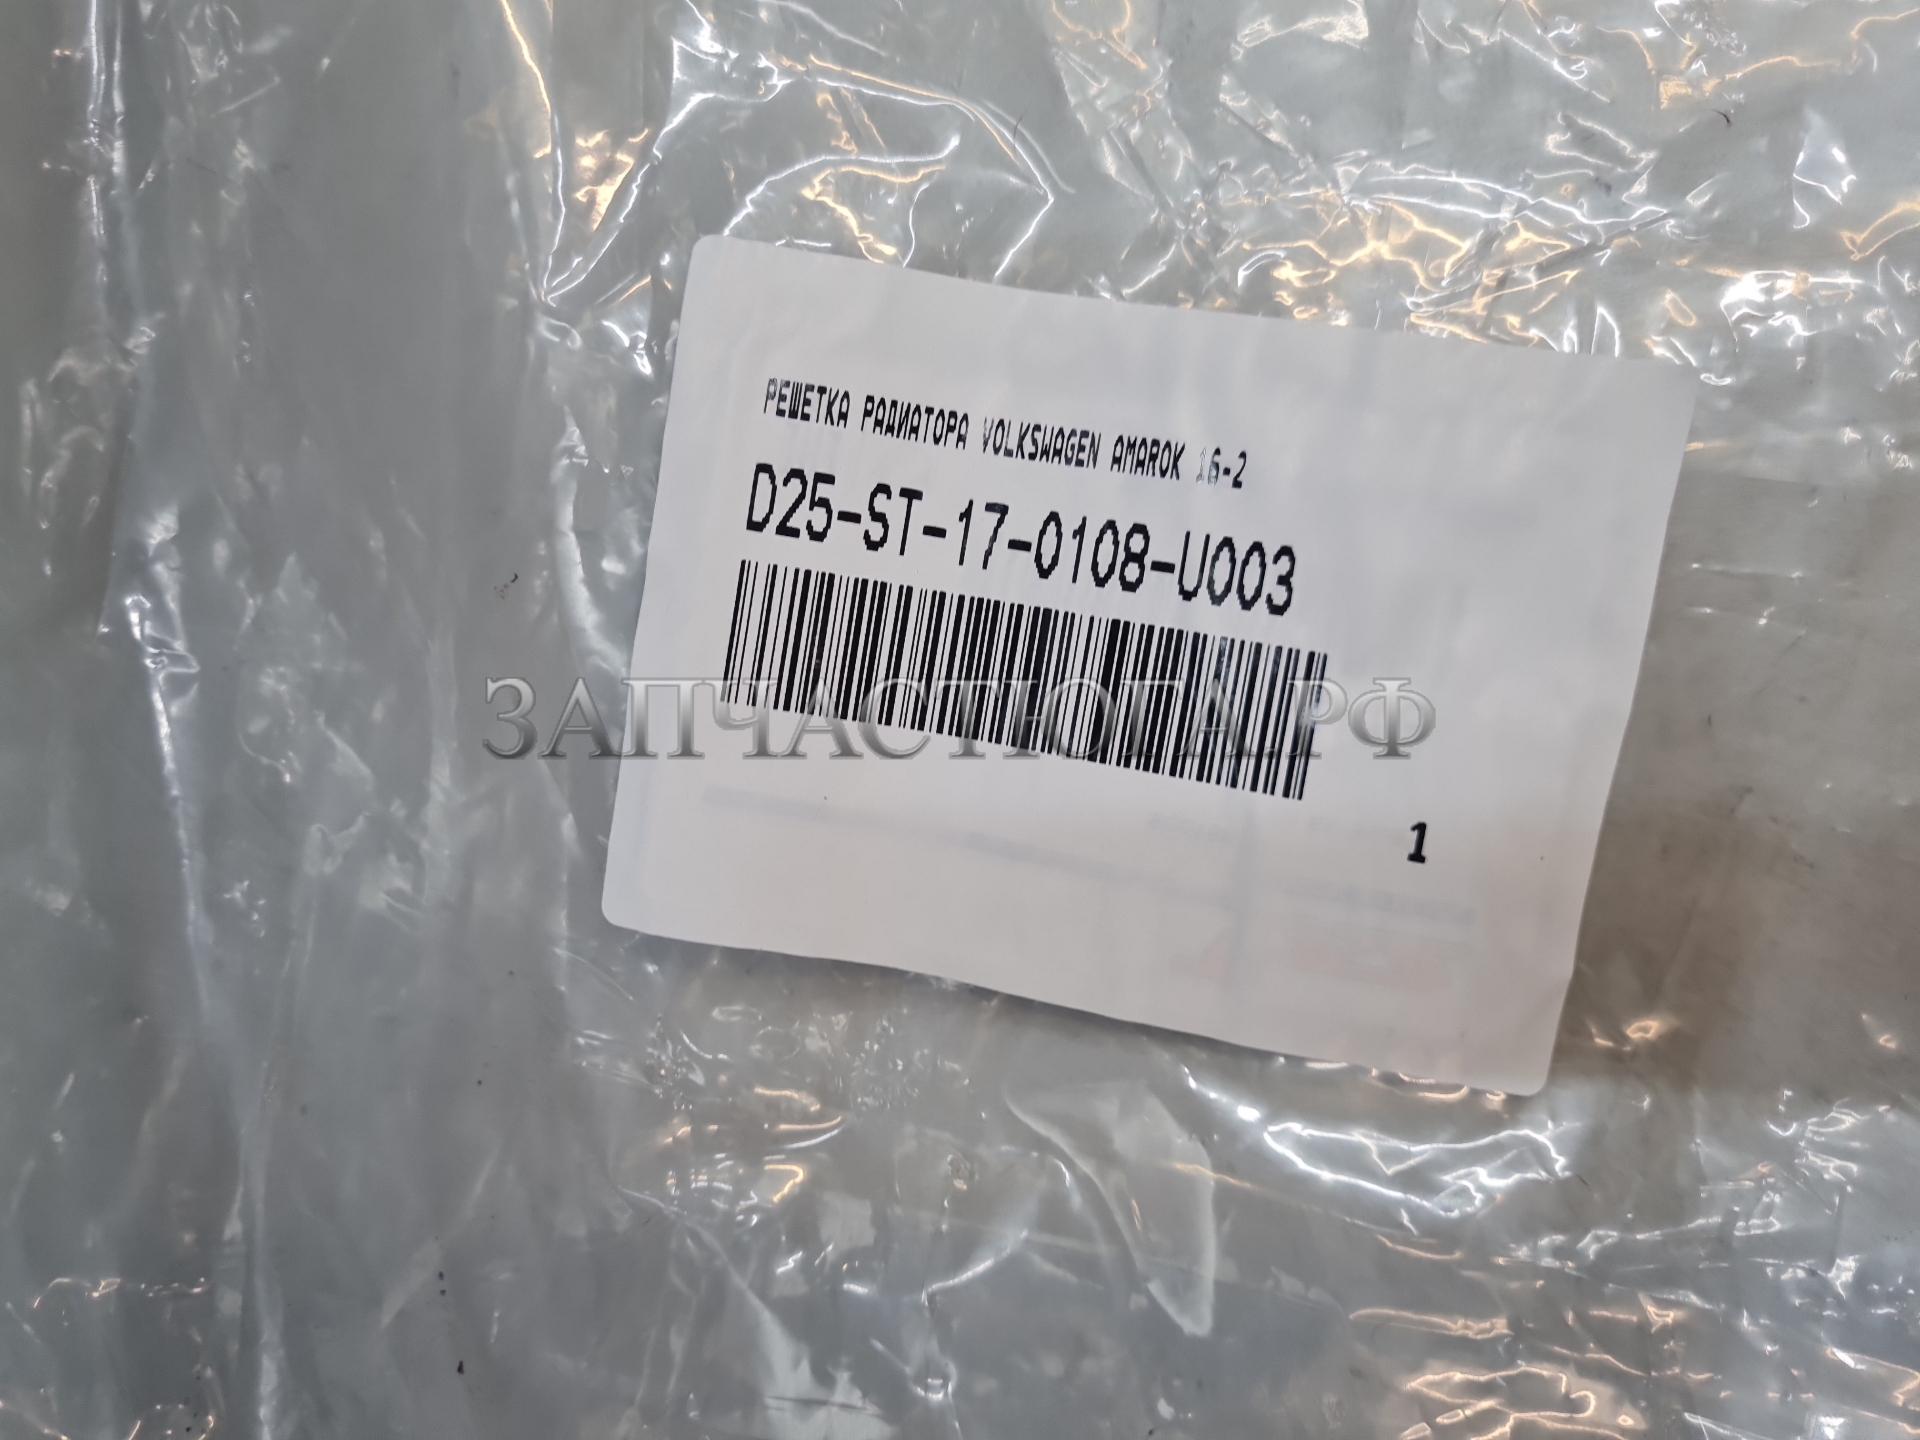 РЕШЕТКА РАДИАТОРА VOLKSWAGEN AMAROK 16-2
D25-ST-17-0108-U003
ЗАПЧАСТЮГА.РФ
1